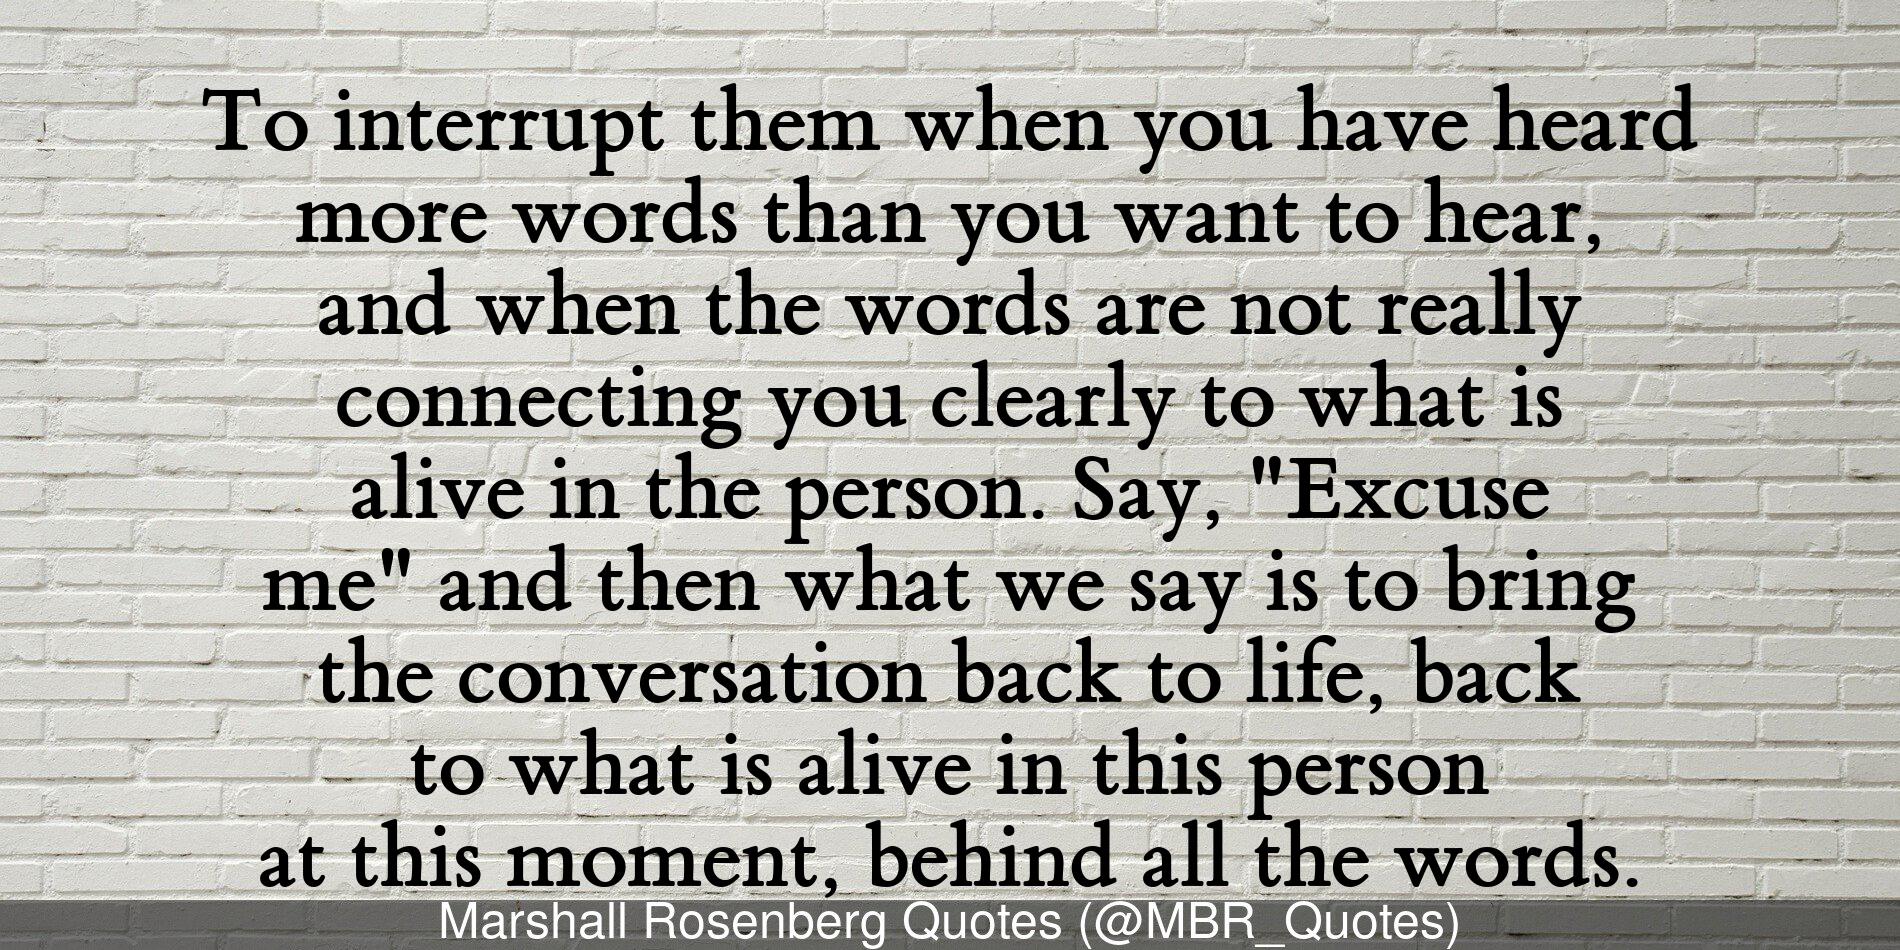 To interrupt them when you have heard
more words than you want to hear,
and when the words are not really
connecting you clearly to what is
alive in the person. Say, "Excuse
me" and then what we say is to bring
the conversation back to life, back
to what is alive in this person
at this moment, behind all the words.
Marshall Rosenberg Quotes (@MBR_Quotes)